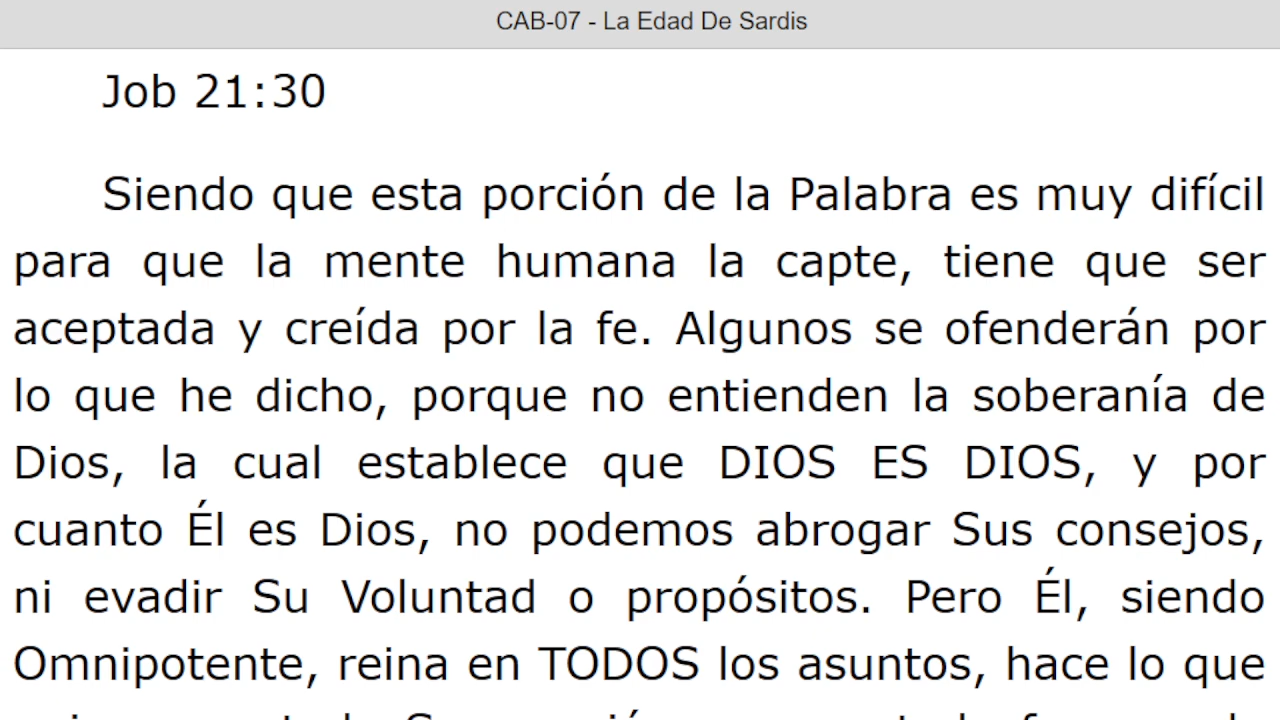 CAB-07 - La Edad De Sardis
Job 21:30
Siendo que esta porción de la Palabra es muy difícil
para que la mente humana la capte, tiene que ser
aceptada y creída por la fe. Algunos se ofenderán por
lo que he dicho, porque no entienden la soberanía de
Dios, la cual establece que DIOS ES DIOS, y por
cuanto Él es Dios, no podemos abrogar Sus consejos,
ni evadir Su Voluntad o propósitos. Pero Él, siendo
Omnipotente, reina en TODOS los asuntos, hace lo que